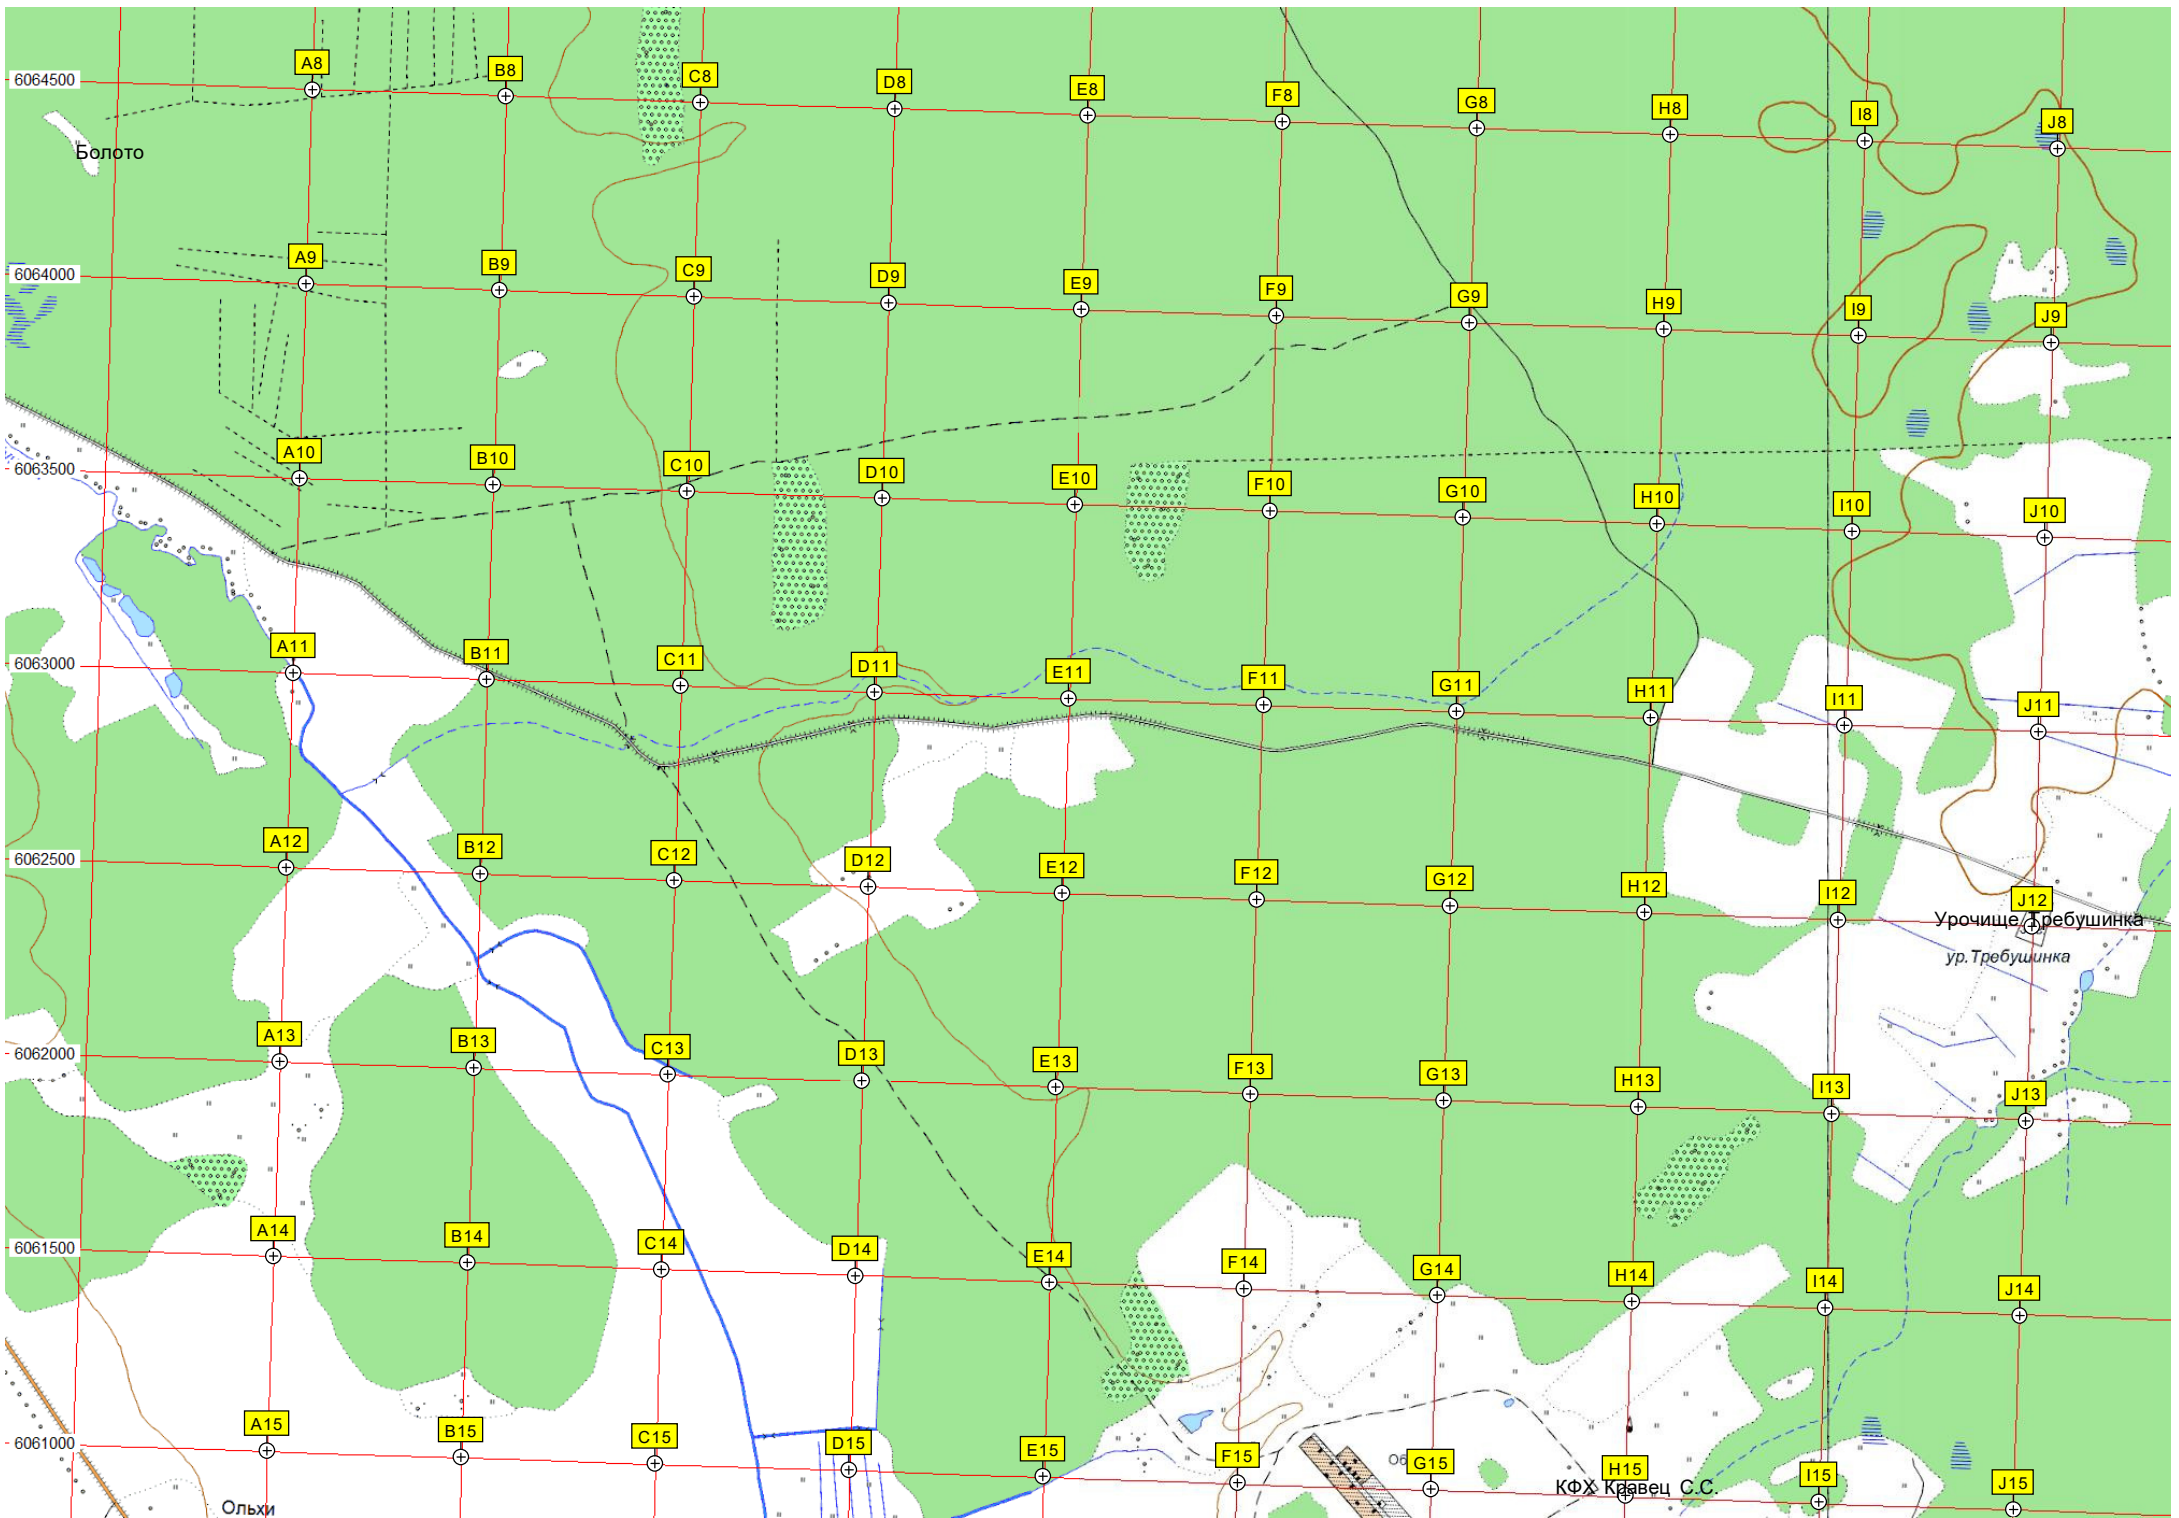 A8 B8 C8 D8 E8 F8 G8 H8 I8 J8
6064500
Болото
A9 B9 C9 D9 E9 F9 G9 H9 I9 J9
6064000
A10 B10 C10 D10 E10 F10 G10 H10 I10 J10
6063500
A11 B11 C11 D11 E11 F11 G11 H11 I11 J11
6063000
A12 B12 C12 D12 E12 F12 G12 H12 I12 J12
6062500
Урочище Требушинка
ур.Требушинка
A13 B13 C13 D13 E13 F13 G13 H13 I13 J13
6062000
A14 B14 C14 D14 E14 F14 G14 H14 I14 J14
6061500
A15 B15 C15 D15 E15 F15 G15 H15 I15 J15
6061000
КФХ Кравец С.С.
Ольхи